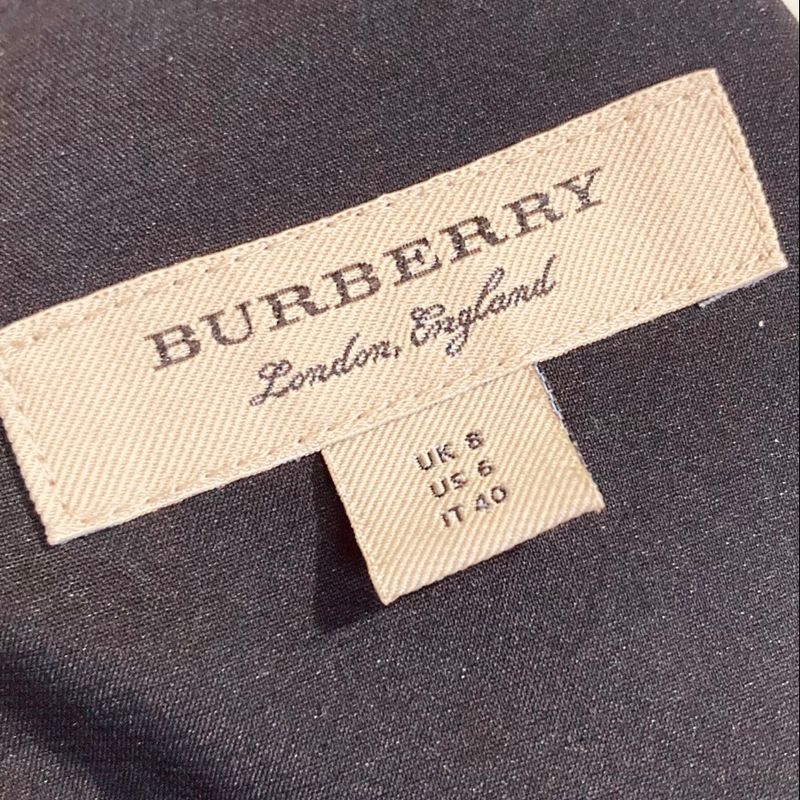 BURBERRY
London, England
UK 8
US 6
IT 40